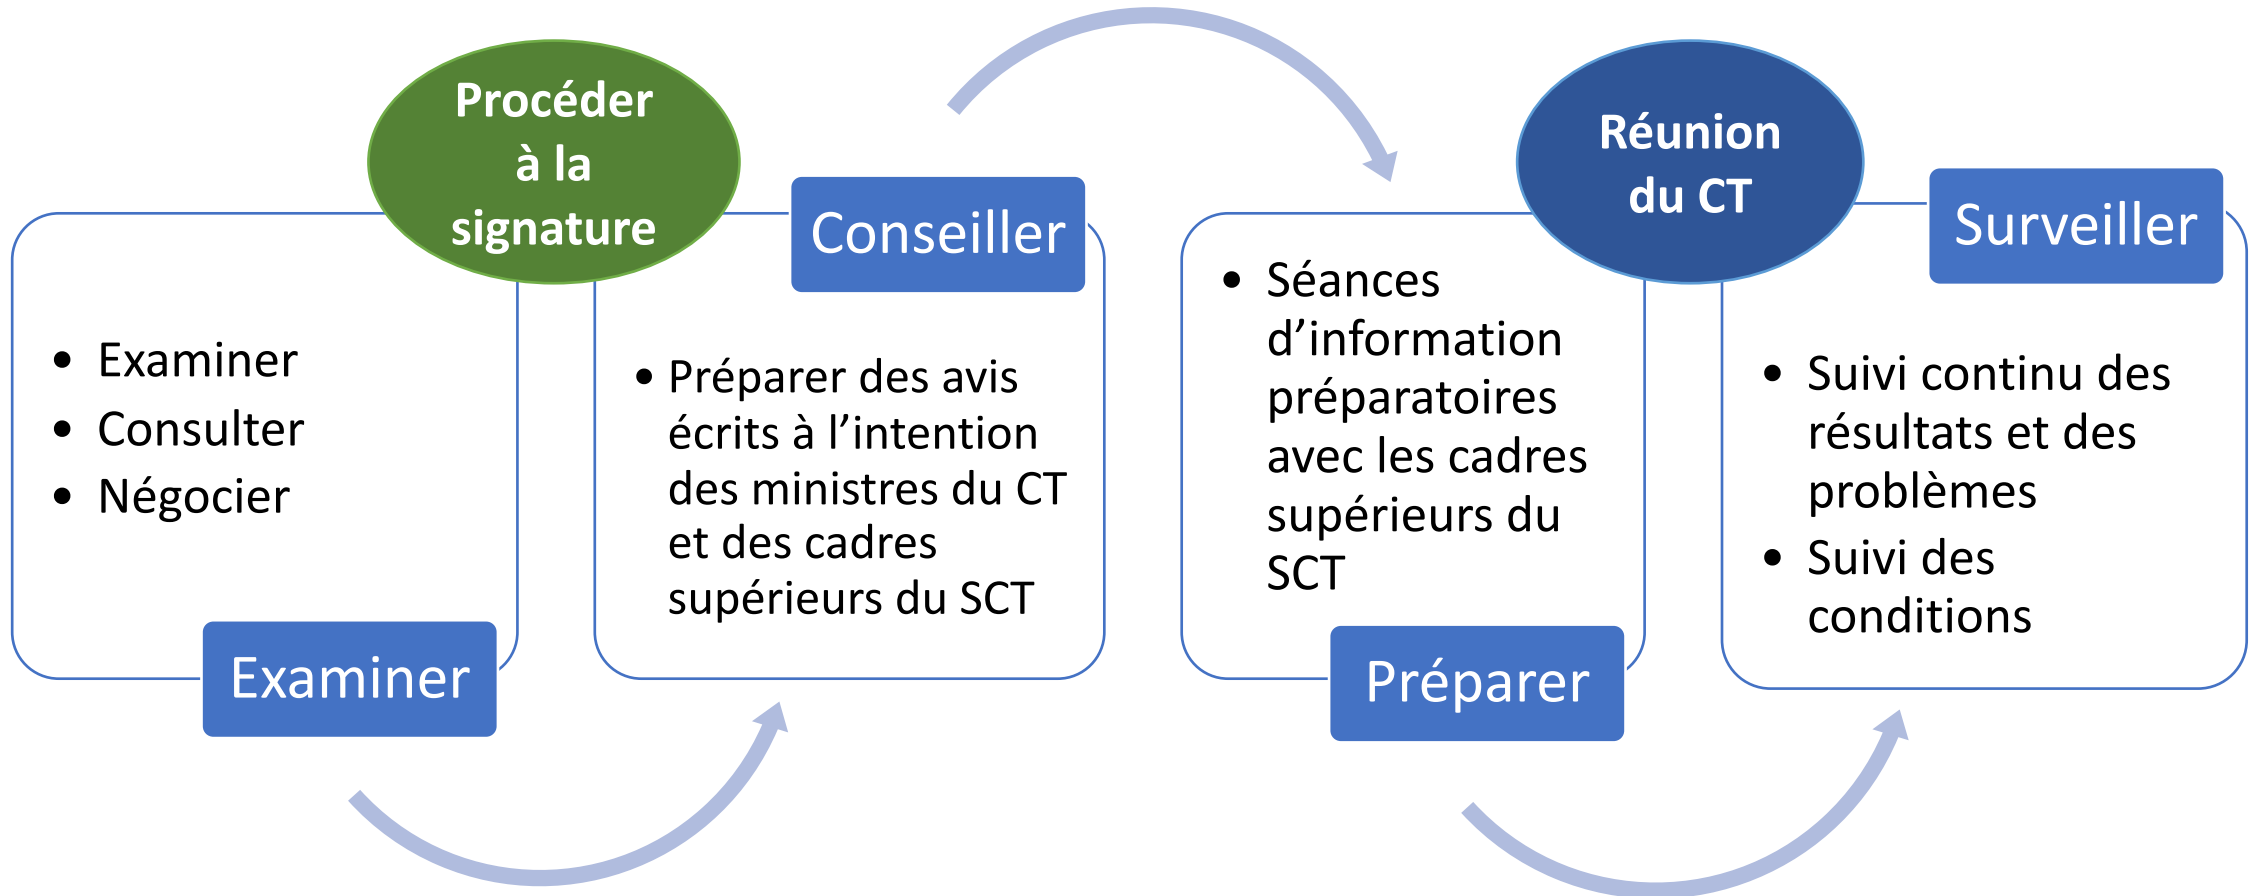 Procéder
à la
signature
• Examiner
• Consulter
• Négocier
Examiner
Conseiller
• Préparer des avis
écrits à l’intention
des ministres du CT
et des cadres
supérieurs du SCT
• Séances
d’information
préparatoires
avec les cadres
supérieurs du
SCT
Préparer
Réunion
du CT
Surveiller
• Suivi continu des
résultats et des
problèmes
• Suivi des
conditions